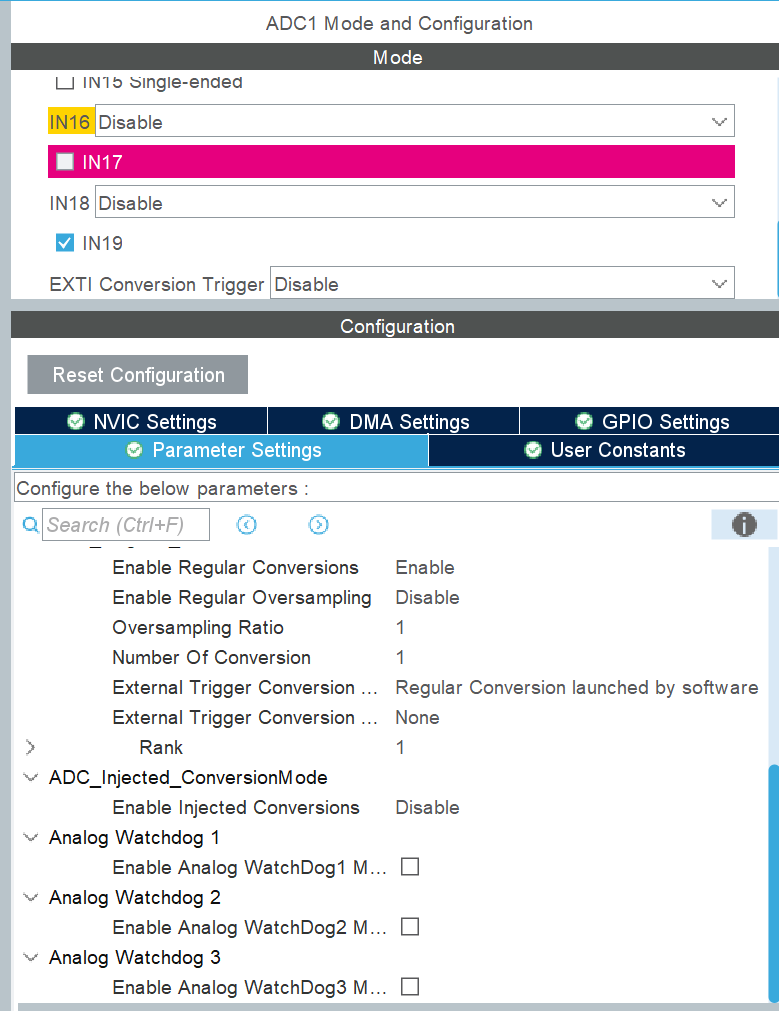 ADC1 Mode and Configuration
Mode
IN15 Single-ended
IN16 Disable
IN17
IN18 Disable
IN19
EXTI Conversion Trigger Disable
Configuration
Reset Configuration
NVIC Settings DMA Settings GPIO Settings
Parameter Settings User Constants
Configure the below parameters :
Search (Ctrl+F)
Enable Regular Conversions Enable
Enable Regular Oversampling Disable
Oversampling Ratio 1
Number Of Conversion 1
External Trigger Conversion ... Regular Conversion launched by software
External Trigger Conversion ... None
Rank 1
ADC_Injected_ConversionMode
Enable Injected Conversions Disable
Analog Watchdog 1
Enable Analog WatchDog1 M...
Analog Watchdog 2
Enable Analog WatchDog2 M...
Analog Watchdog 3
Enable Analog WatchDog3 M...